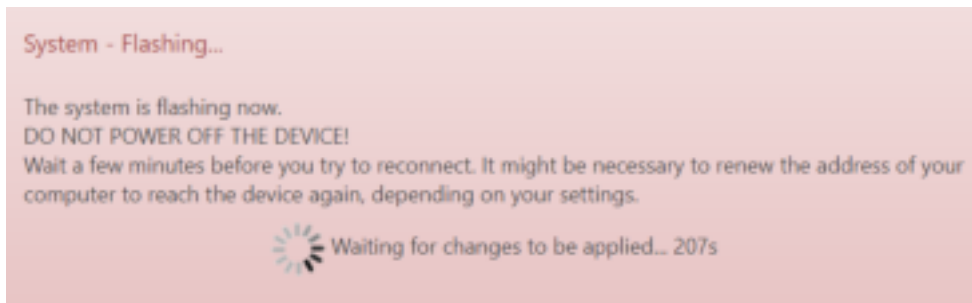 System - Flashing...
The system is flashing now.
DO NOT POWER OFF THE DEVICE!
Wait a few minutes before you try to reconnect. It might be necessary to renew the address of your
computer to reach the device again, depending on your settings.
Waiting for changes to be applied... 207s